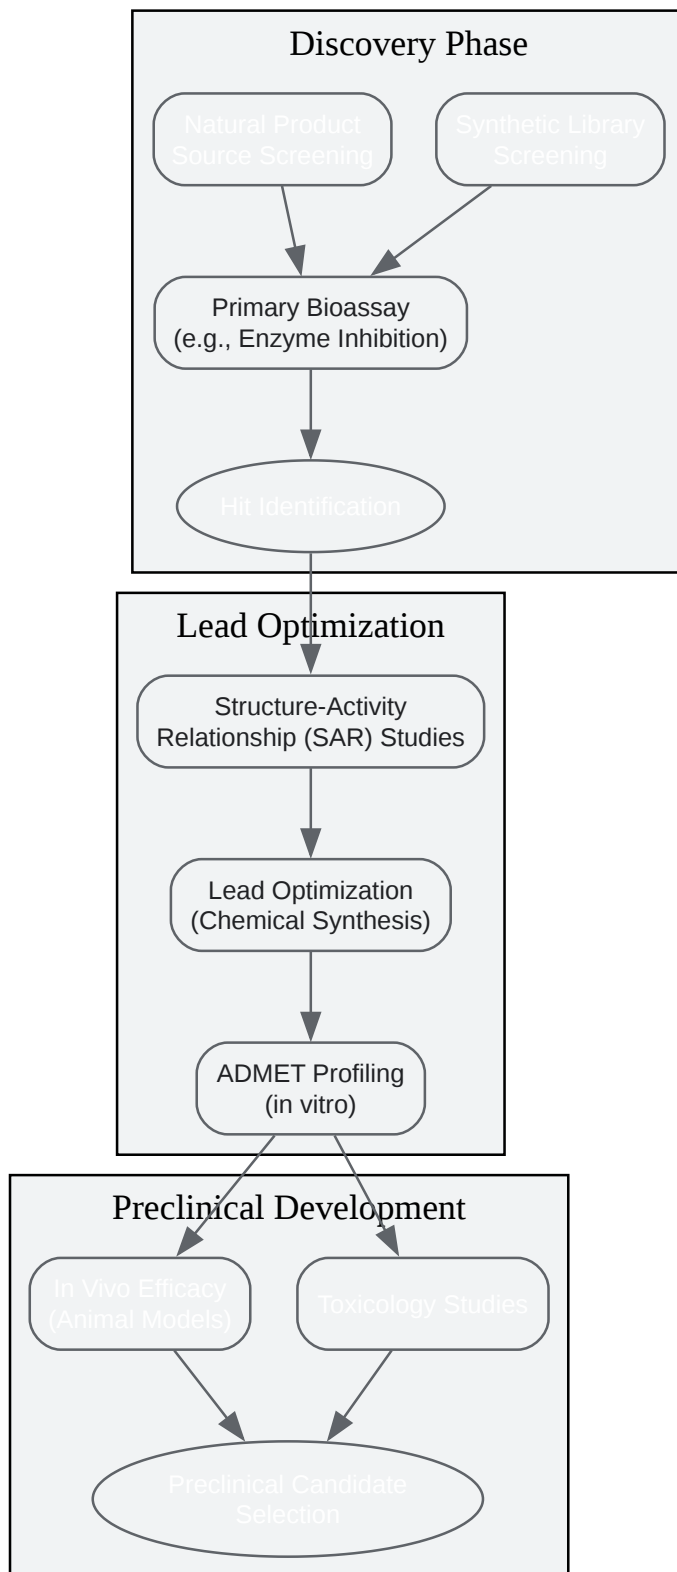 Discovery Phase
Natural Product
Source Screening
Synthetic Library
Screening
Primary Bioassay
(e.g., Enzyme Inhibition)
Hit Identification
Lead Optimization
Structure-Activity
Relationship (SAR) Studies
Lead Optimization
(Chemical Synthesis)
ADMET Profiling
(in vitro)
Preclinical Development
In Vivo Efficacy
(Animal Models)
Toxicology Studies
Preclinical Candidate
Selection